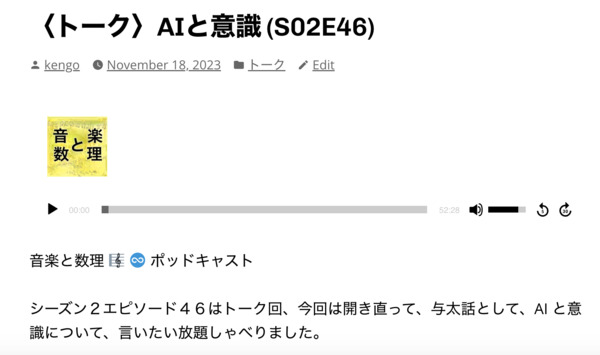 〈トーク〉AIと意識 (S02E46)
kengo November 18, 2023 トーク Edit
音楽と数理
00:00 52:28
音楽と数理 🎼 ♾️ ポッドキャスト
シーズン２エピソード４６はトーク回、今回は開き直って、与太話として、AI と意
識について、言いたい放題しゃべりました。